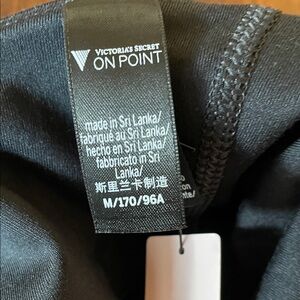 VICTORIA'S SECRET
ON POINT
made in Sri Lanka/
fabriqué au Sri Lanka/
hecho en Sri Lanka/
fabbricato in Sri
Lanka/
斯里兰卡制造
M/170/96A